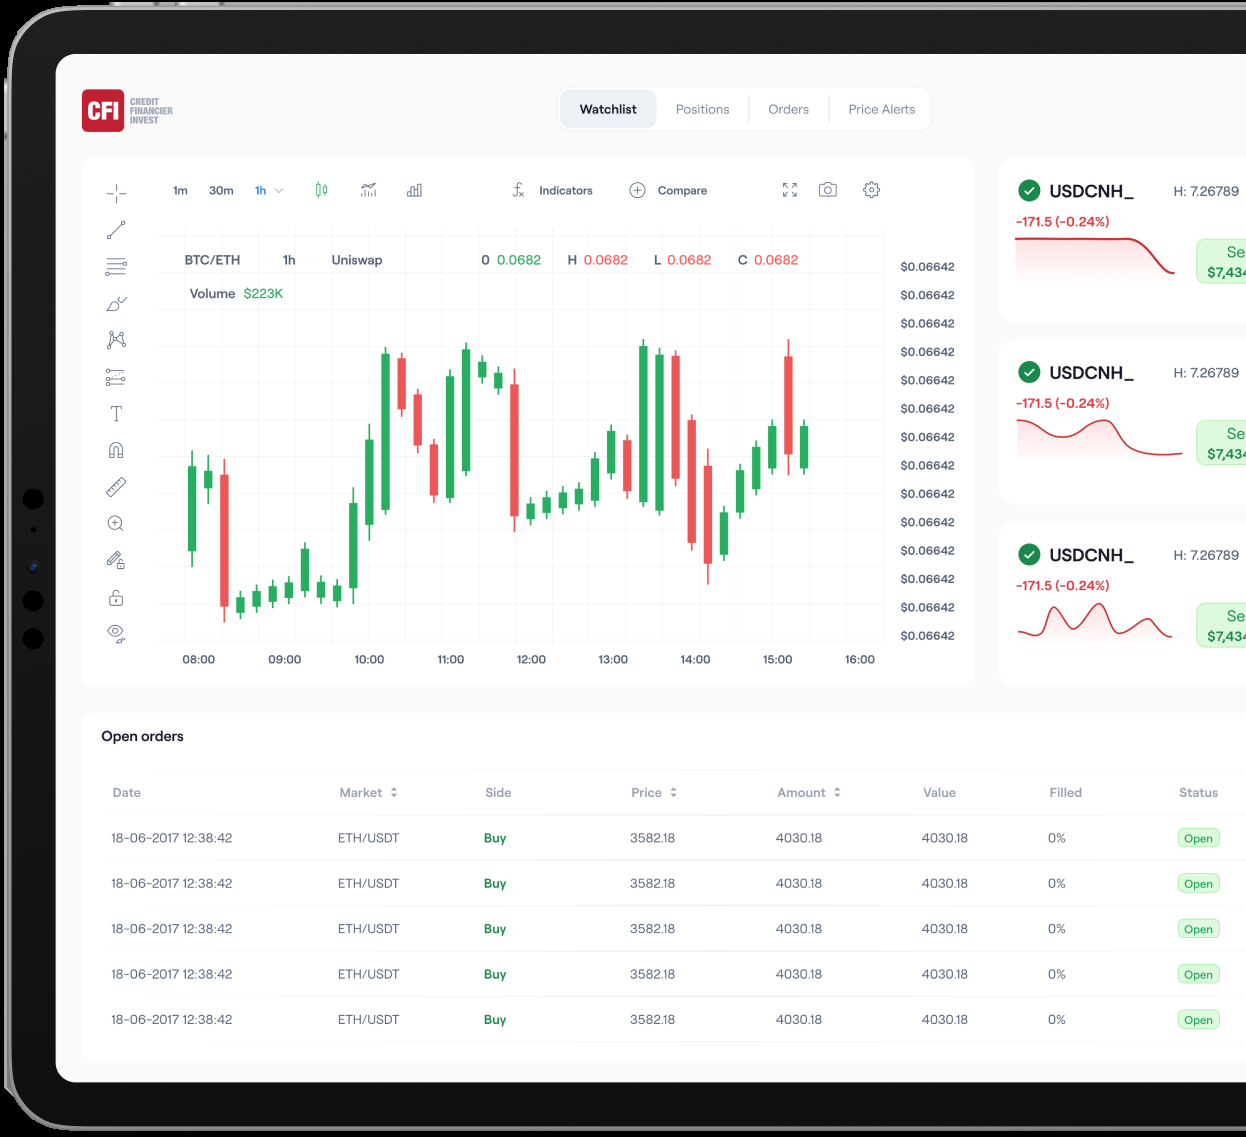 CFI CREDIT
FINANCIER
INVEST
Watchlist Positions Orders Price Alerts
1m 30m 1h Indicators Compare
BTC/ETH 1h Uniswap O 0.0682 H 0.0682 L 0.0682 C 0.0682
Volume $223K
$0.06642
$0.06642
$0.06642
$0.06642
$0.06642
$0.06642
$0.06642
$0.06642
$0.06642
$0.06642
$0.06642
$0.06642
$0.06642
$0.06642
08:00 09:00 10:00 11:00 12:00 13:00 14:00 15:00 16:00
USDCNH_ H: 7.26789
-171.5 (-0.24%)
Se
$7,434
USDCNH_ H: 7.26789
-171.5 (-0.24%)
Se
$7,434
USDCNH_ H: 7.26789
-171.5 (-0.24%)
Se
$7,434
Open orders
Date Market Side Price Amount Value Filled Status
18-06-2017 12:38:42 ETH/USDT Buy 3582.18 4030.18 4030.18 0% Open
18-06-2017 12:38:42 ETH/USDT Buy 3582.18 4030.18 4030.18 0% Open
18-06-2017 12:38:42 ETH/USDT Buy 3582.18 4030.18 4030.18 0% Open
18-06-2017 12:38:42 ETH/USDT Buy 3582.18 4030.18 4030.18 0% Open
18-06-2017 12:38:42 ETH/USDT Buy 3582.18 4030.18 4030.18 0% Open